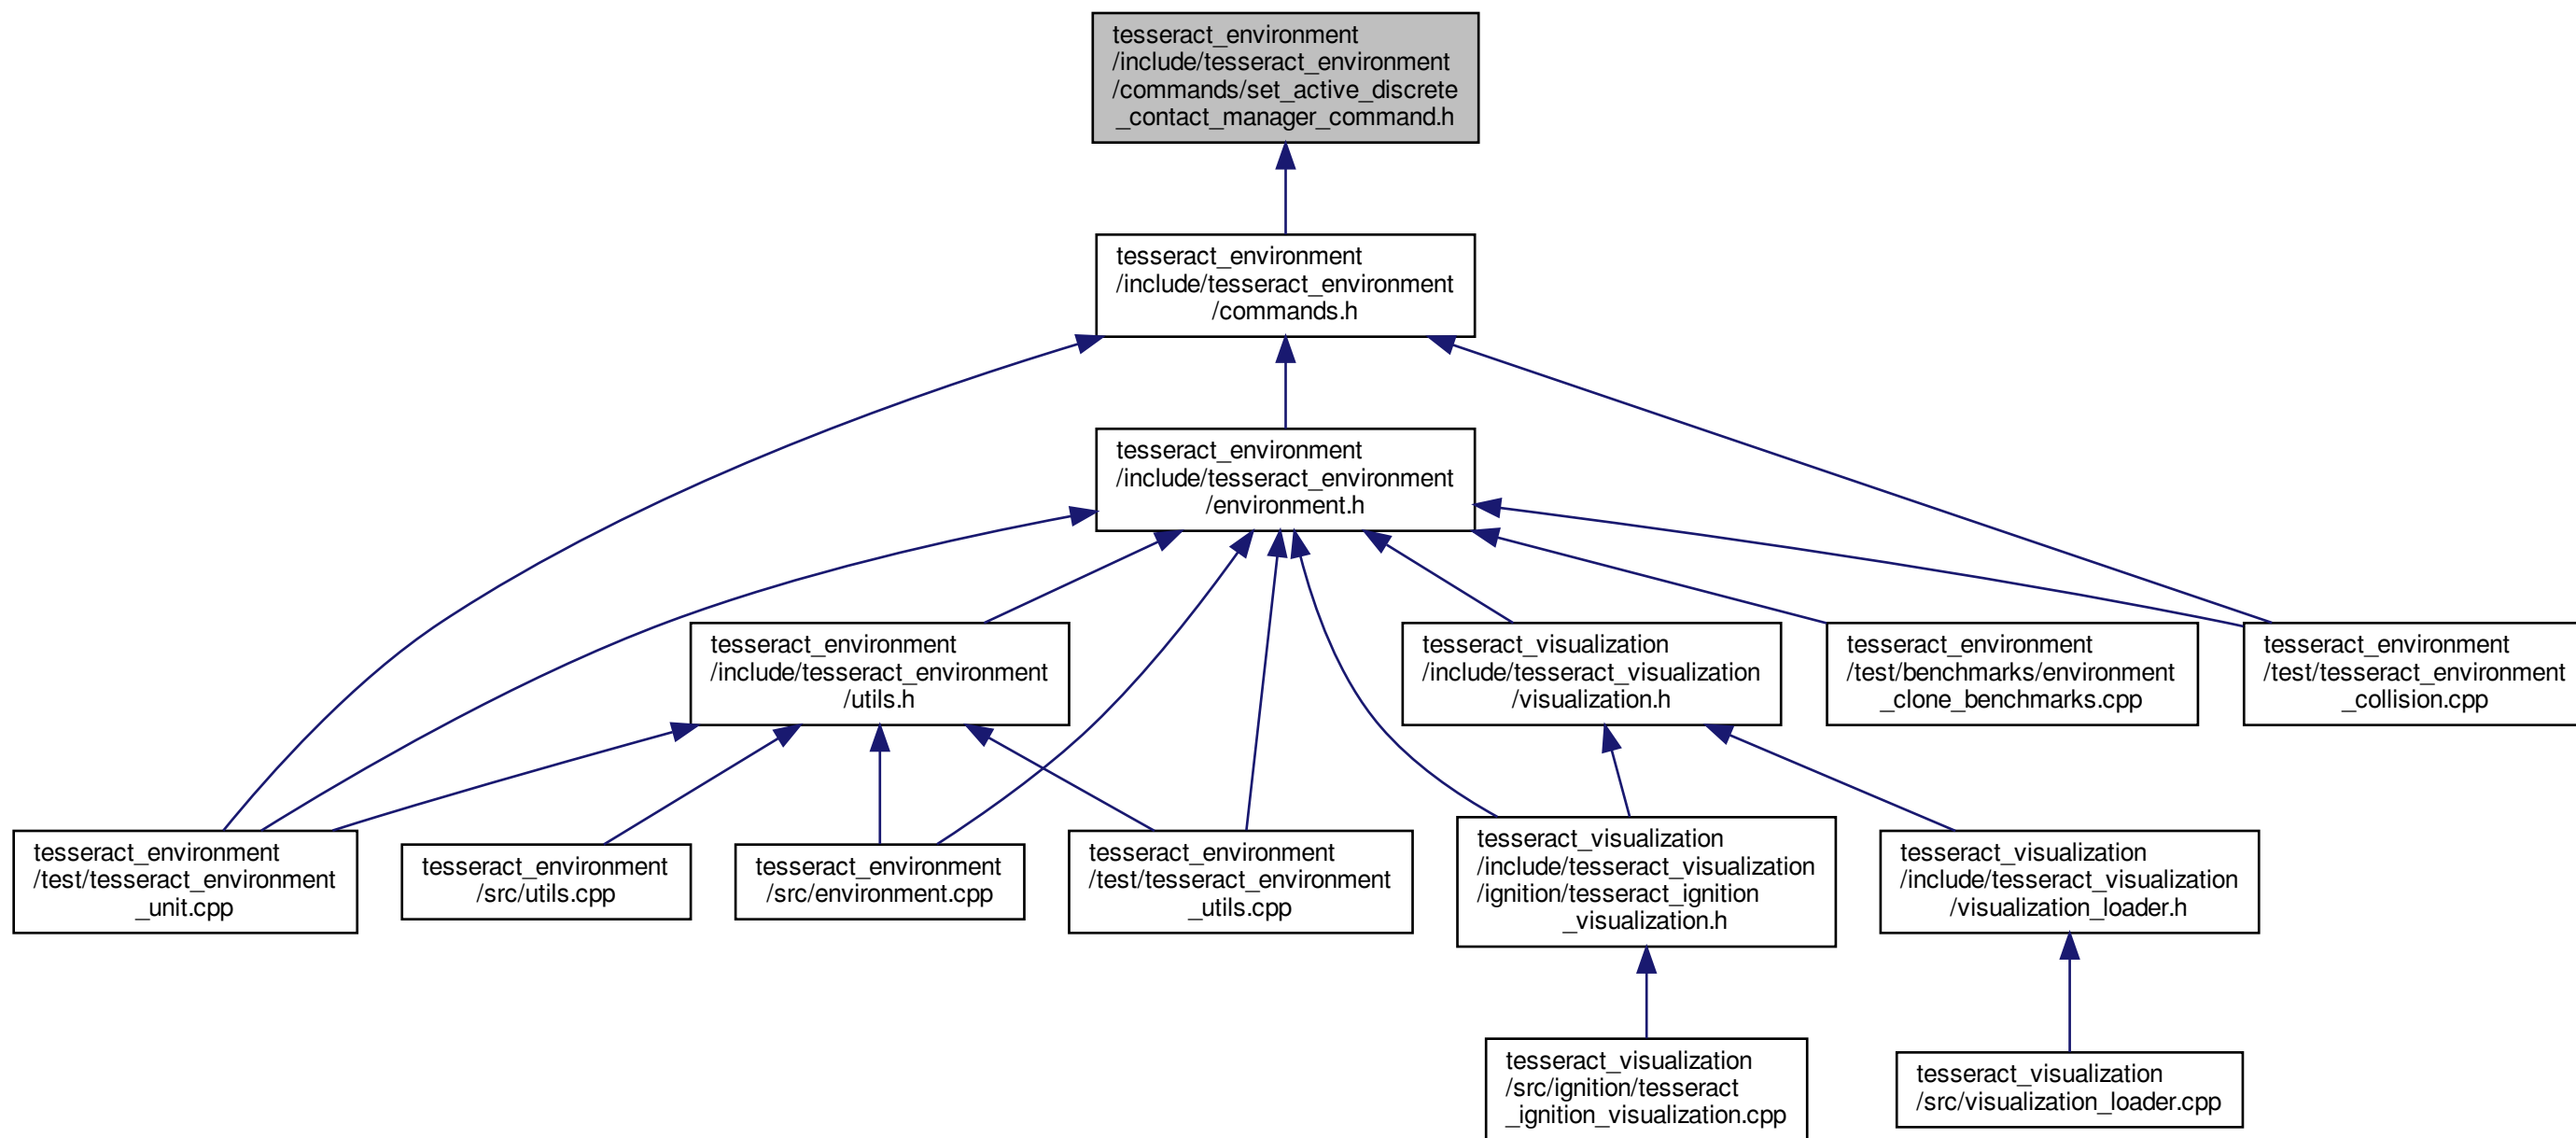 tesseract_environment
/include/tesseract_environment
/commands/set_active_discrete
_contact_manager_command.h
tesseract_environment
/include/tesseract_environment
/commands.h
tesseract_environment
/include/tesseract_environment
/environment.h
tesseract_environment
/include/tesseract_environment
/utils.h
tesseract_visualization
/include/tesseract_visualization
/visualization.h
tesseract_environment
/test/benchmarks/environment
_clone_benchmarks.cpp
tesseract_environment
/test/tesseract_environment
_collision.cpp
tesseract_environment
/test/tesseract_environment
_unit.cpp
tesseract_environment
/src/utils.cpp
tesseract_environment
/src/environment.cpp
tesseract_environment
/test/tesseract_environment
_utils.cpp
tesseract_visualization
/include/tesseract_visualization
/ignition/tesseract_ignition
_visualization.h
tesseract_visualization
/include/tesseract_visualization
/visualization_loader.h
tesseract_visualization
/src/ignition/tesseract
_ignition_visualization.cpp
tesseract_visualization
/src/visualization_loader.cpp